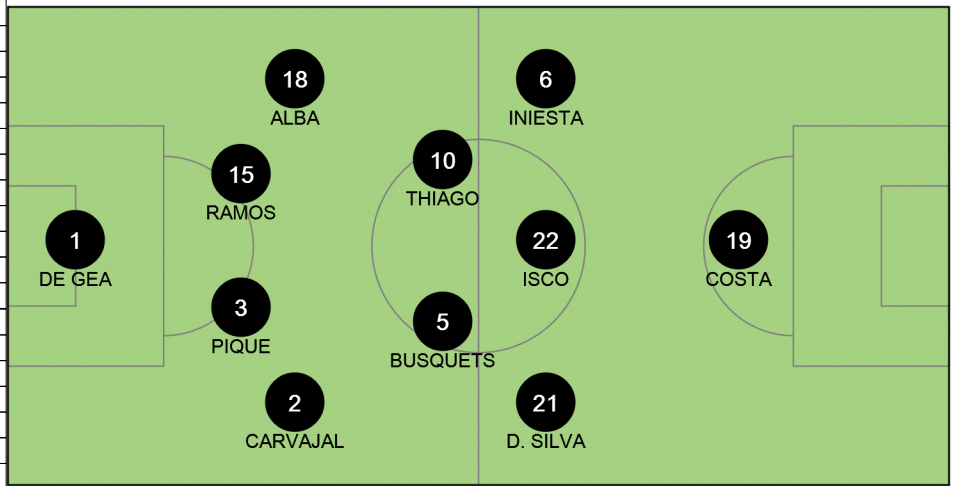 18
ALBA
6
INIESTA
10
THIAGO
15
RAMOS
1
DE GEA
22
ISCO
19
COSTA
3
PIQUE
5
BUSQUETS
2
CARVAJAL
21
D. SILVA